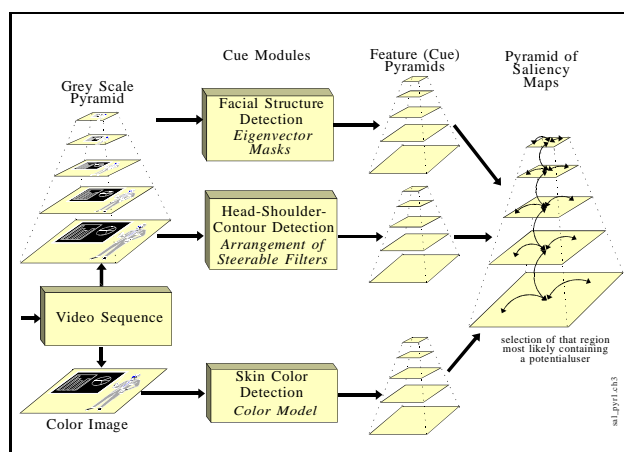 Cue Modules
Feature (Cue)
Pyramids
Pyramid of
Saliency
Maps
Grey Scale
Pyramid
Facial Structure
Detection
Eigenvector
Masks
Head-Shoulder-
Contour Detection
Arrangement of
Steerable Filters
Video Sequence
Skin Color
Detection
Color Model
Color Image
selection of that region
most likely containing
a potentialuser
sal_pyr1.ch3